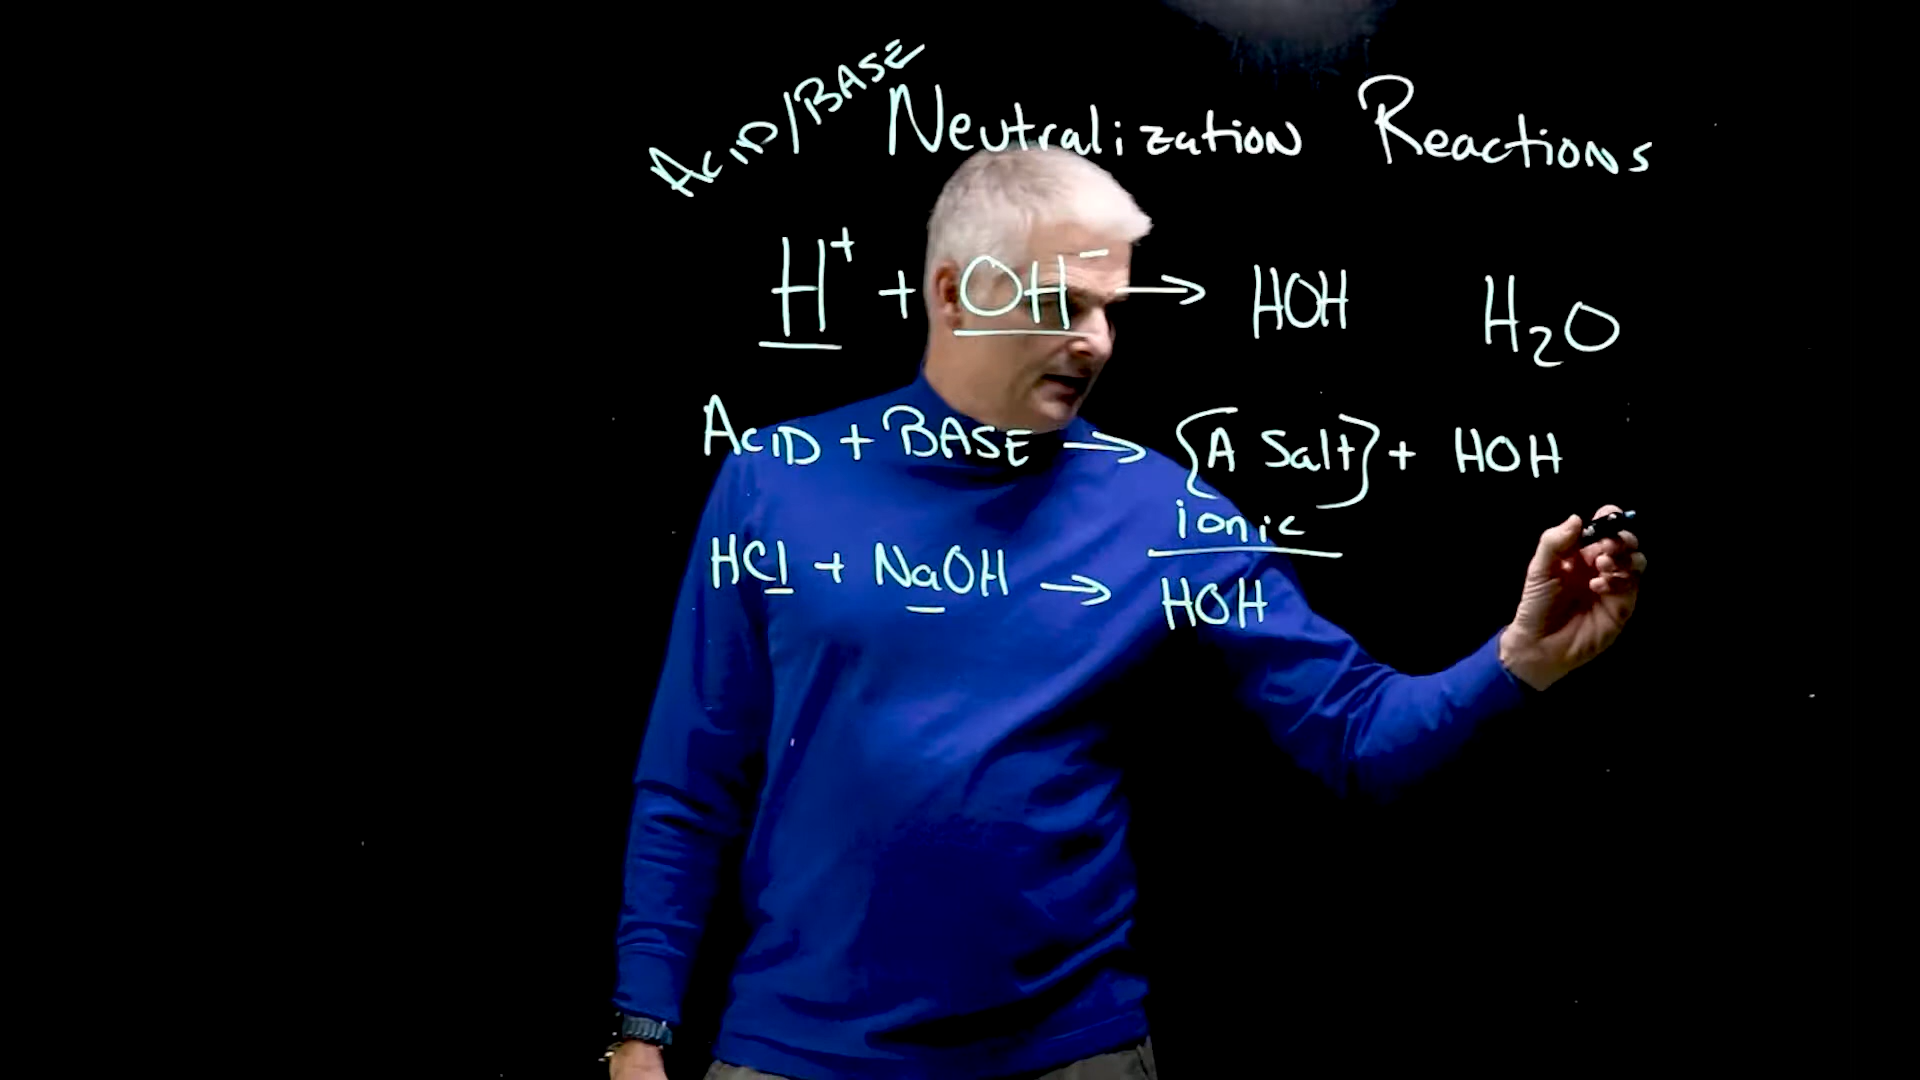 ACID/BASE Neutralization Reactions
H⁺ + OH⁻ → HOH H₂O
ACID + BASE → {A Salt} + HOH
ionic
HCl + NaOH → HOH